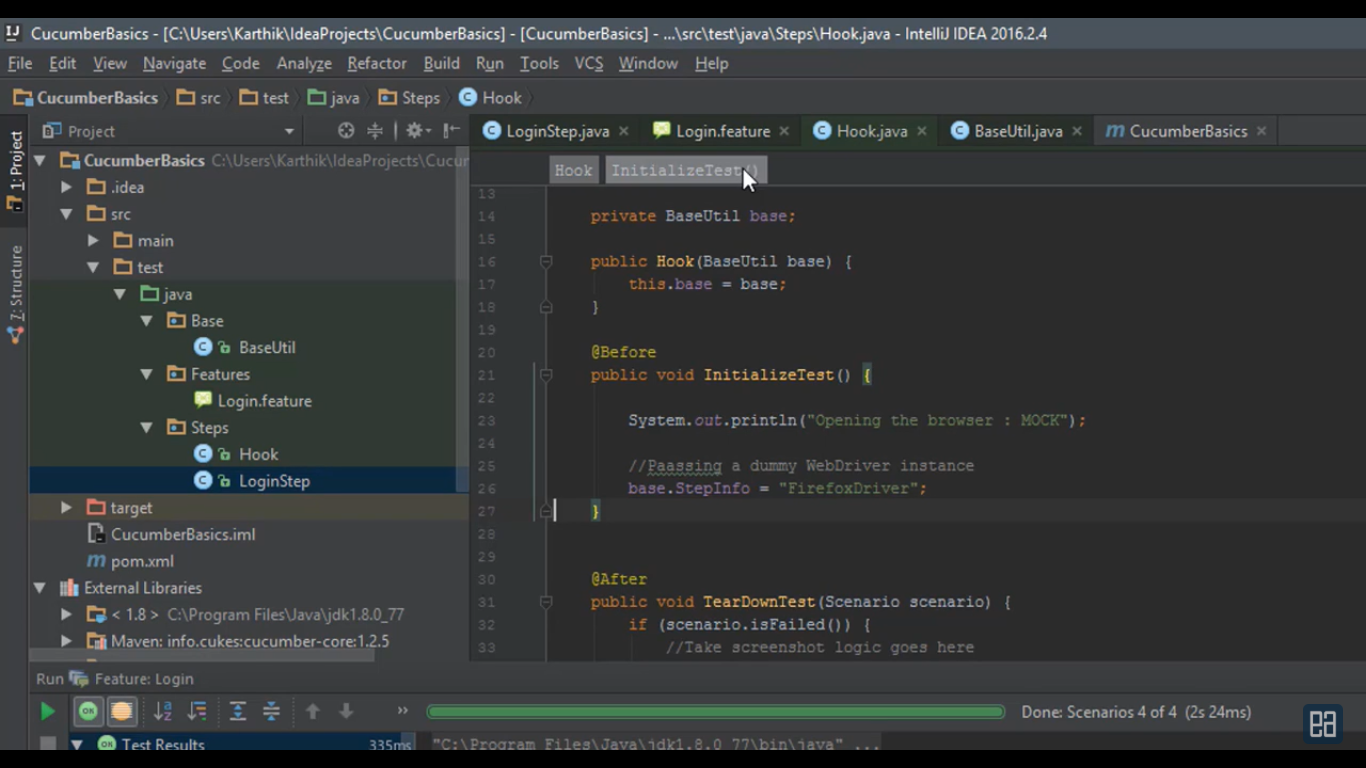 CucumberBasics - [C:\Users\Karthik\IdeaProjects\CucumberBasics] - [CucumberBasics] - ...\src\test\java\Steps\Hook.java - IntelliJ IDEA 2016.2.4
File Edit View Navigate Code Analyze Refactor Build Run Tools VCS Window Help
CucumberBasics src test java Steps Hook
Project
LoginStep.java Login.feature Hook.java BaseUtil.java CucumberBasics
1: Project
7: Structure
CucumberBasics C:\Users\Karthik\IdeaProjects\Cucum
.idea
src
main
test
java
Base
BaseUtil
Features
Login.feature
Steps
Hook
LoginStep
target
CucumberBasics.iml
pom.xml
External Libraries
< 1.8 > C:\Program Files\Java\jdk1.8.0_77
Maven: info.cukes:cucumber-core:1.2.5
Hook InitializeTest()
13
14 private BaseUtil base;
15
16 public Hook(BaseUtil base) {
17 this.base = base;
18 }
19
20 @Before
21 public void InitializeTest() {
22
23 System.out.println("Opening the browser : MOCK");
24
25 //Paassing a dummy WebDriver instance
26 base.StepInfo = "FirefoxDriver";
27 }
28
29
30 @After
31 public void TearDownTest(Scenario scenario) {
32 if (scenario.isFailed()) {
33 //Take screenshot logic goes here
Run Feature: Login
OK Done: Scenarios 4 of 4 (2s 24ms)
OK Test Results 335ms "C:\Program Files\Java\jdk1.8.0_77\bin\java" ...